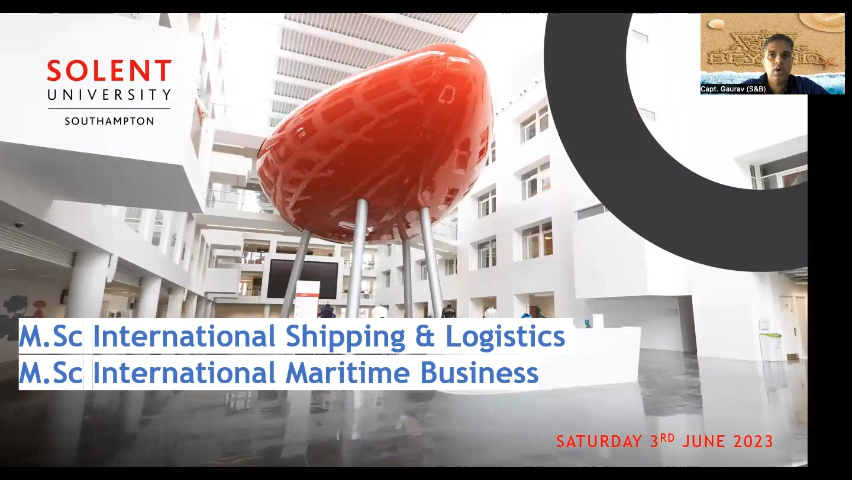 SOLENT
UNIVERSITY
SOUTHAMPTON
Capt. Gaurav (S&B)
M.Sc International Shipping & Logistics
M.Sc International Maritime Business
SATURDAY 3RD JUNE 2023